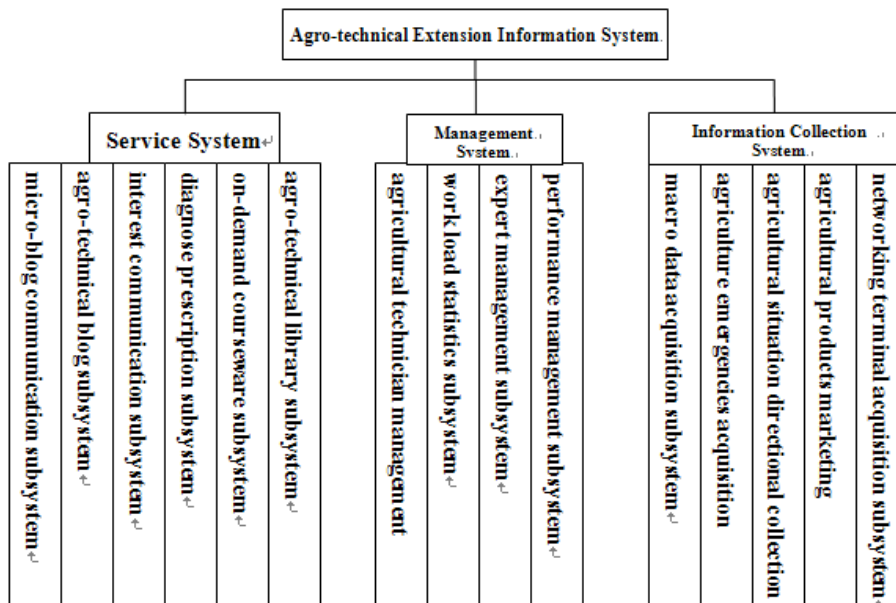 Agro-technical Extension Information System.
Service System
Management
System.
Information Collection
System.
micro-blog communication subsystem
agro-technical blog subsystem
interest communication subsystem
diagnose prescription subsystem
on-demand courseware subsystem
agro-technical library subsystem
agricultural technician management
work load statistics subsystem
expert management subsystem
performance management subsystem
macro data acquisition subsystem
agriculture emergencies acquisition
agricultural situation directional collection
agricultural products marketing
networking terminal acquisition subsystem